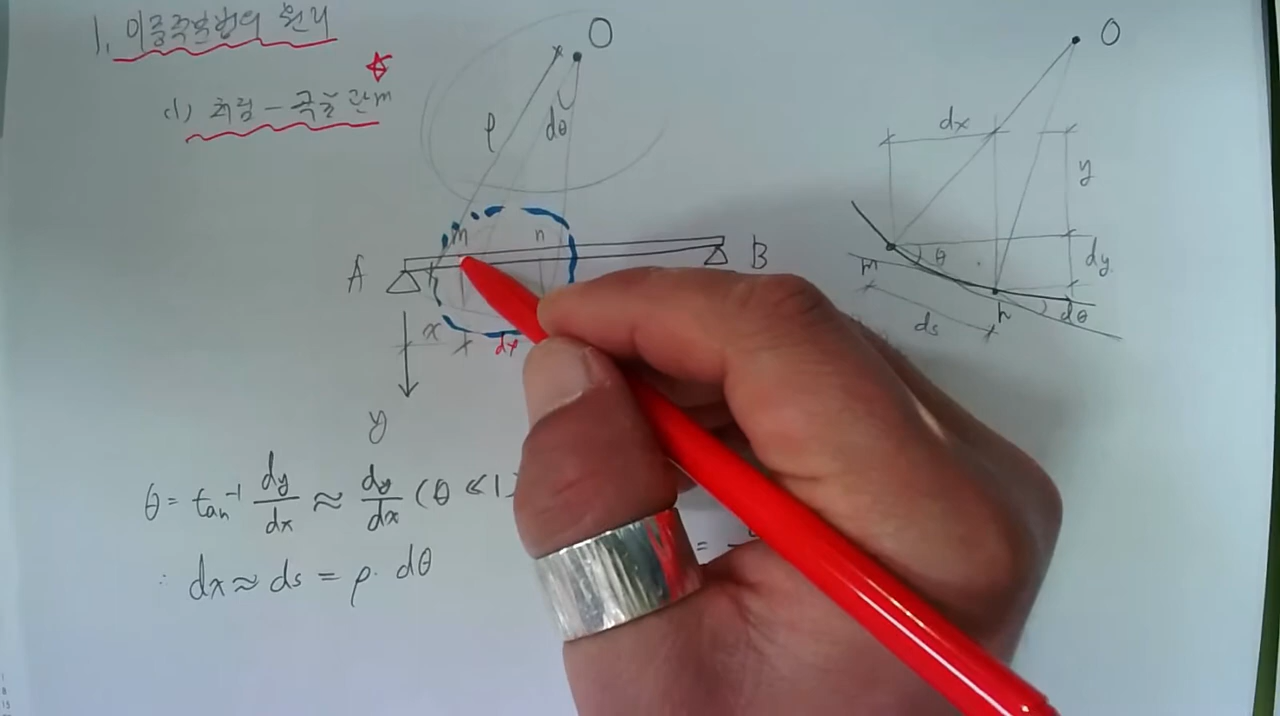 1. 이중적분법의 원리
(1) 처짐 - 곡률 관
O
ρ
dθ
m
n
A
B
x
dx
y
O
dx
y
θ
dy
m
n
ds
dθ
θ = tan⁻¹ dy/dx ≈ dy/dx (θ ≪ 1)
∴ dx ≈ ds = ρ · dθ
=